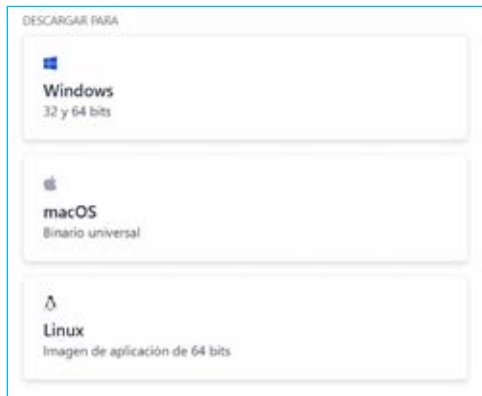 DESCARGAR PARA
Windows
32 y 64 bits
macOS
Binario universal
Linux
Imagen de aplicación de 64 bits